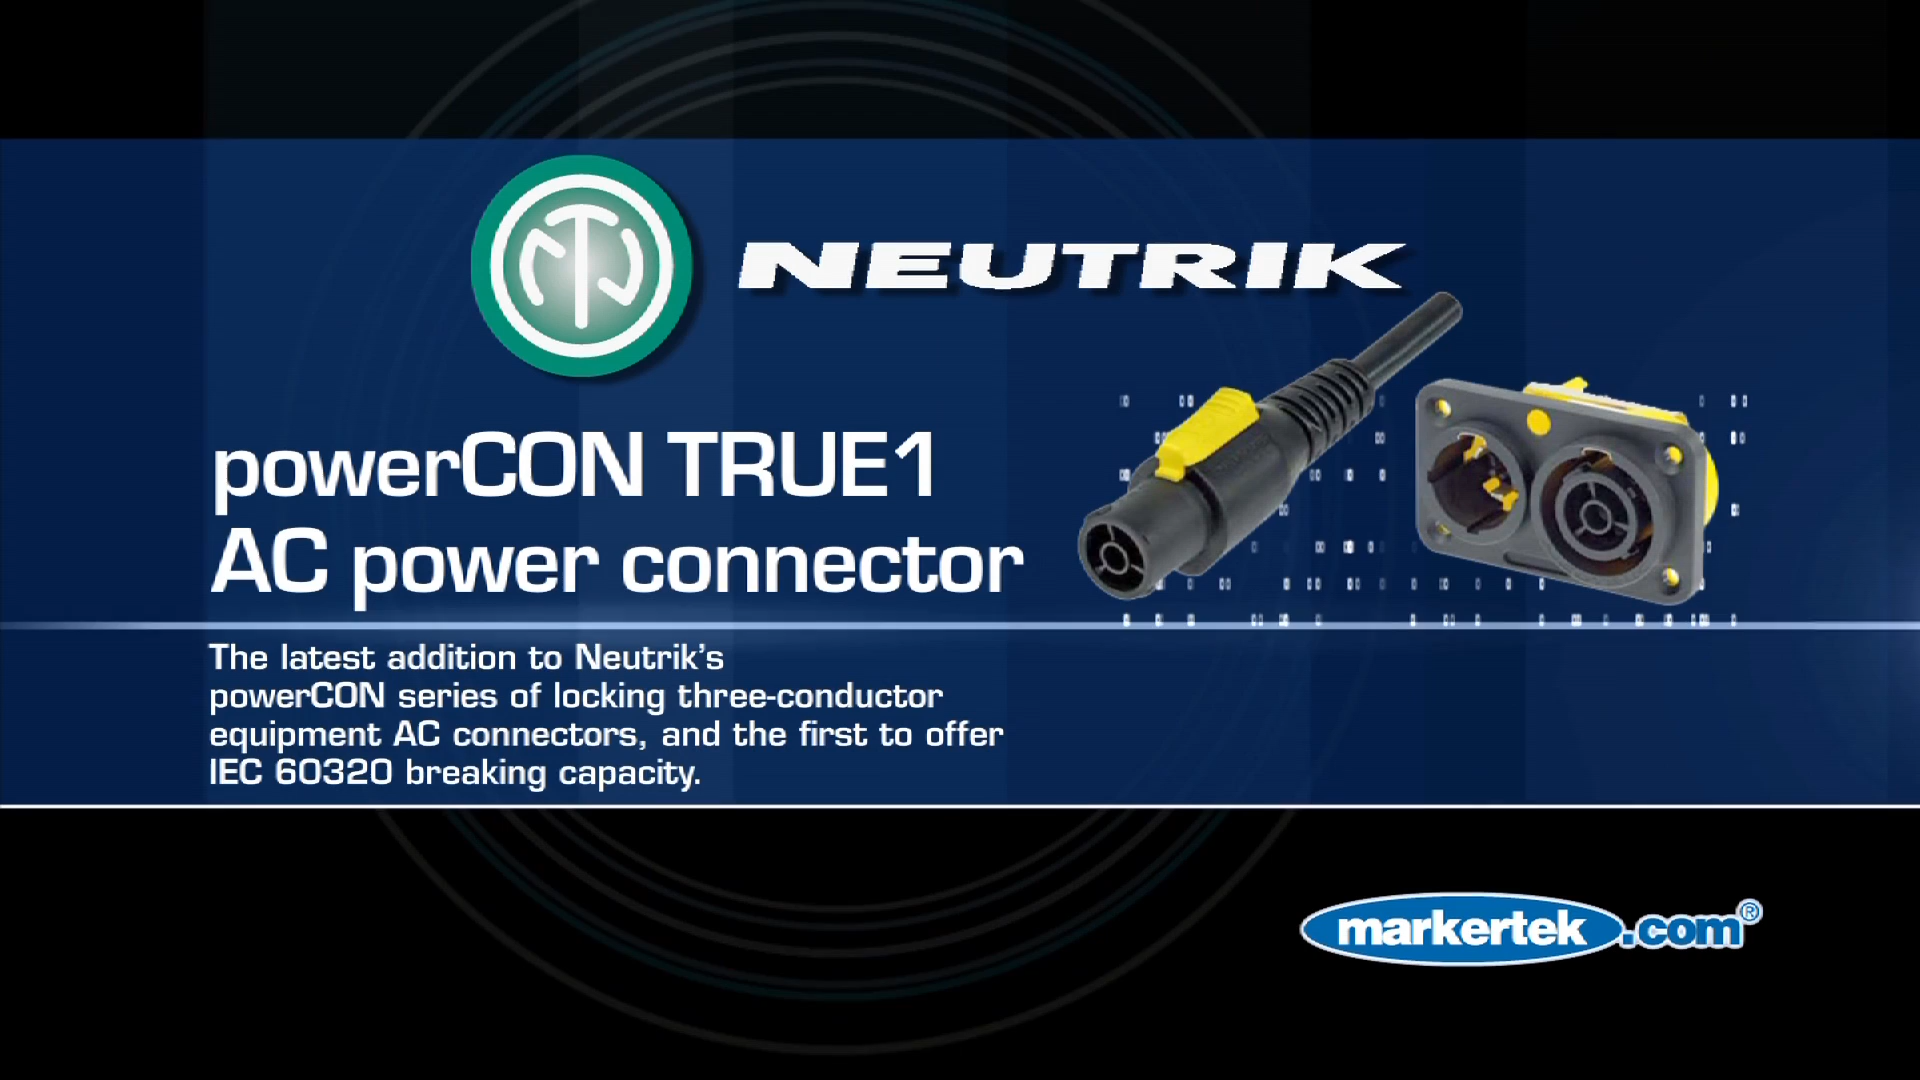 NEUTRIK
powerCON TRUE1
AC power connector
The latest addition to Neutrik's
powerCON series of locking three-conductor
equipment AC connectors, and the first to offer
IEC 60320 breaking capacity.
markertek.com®